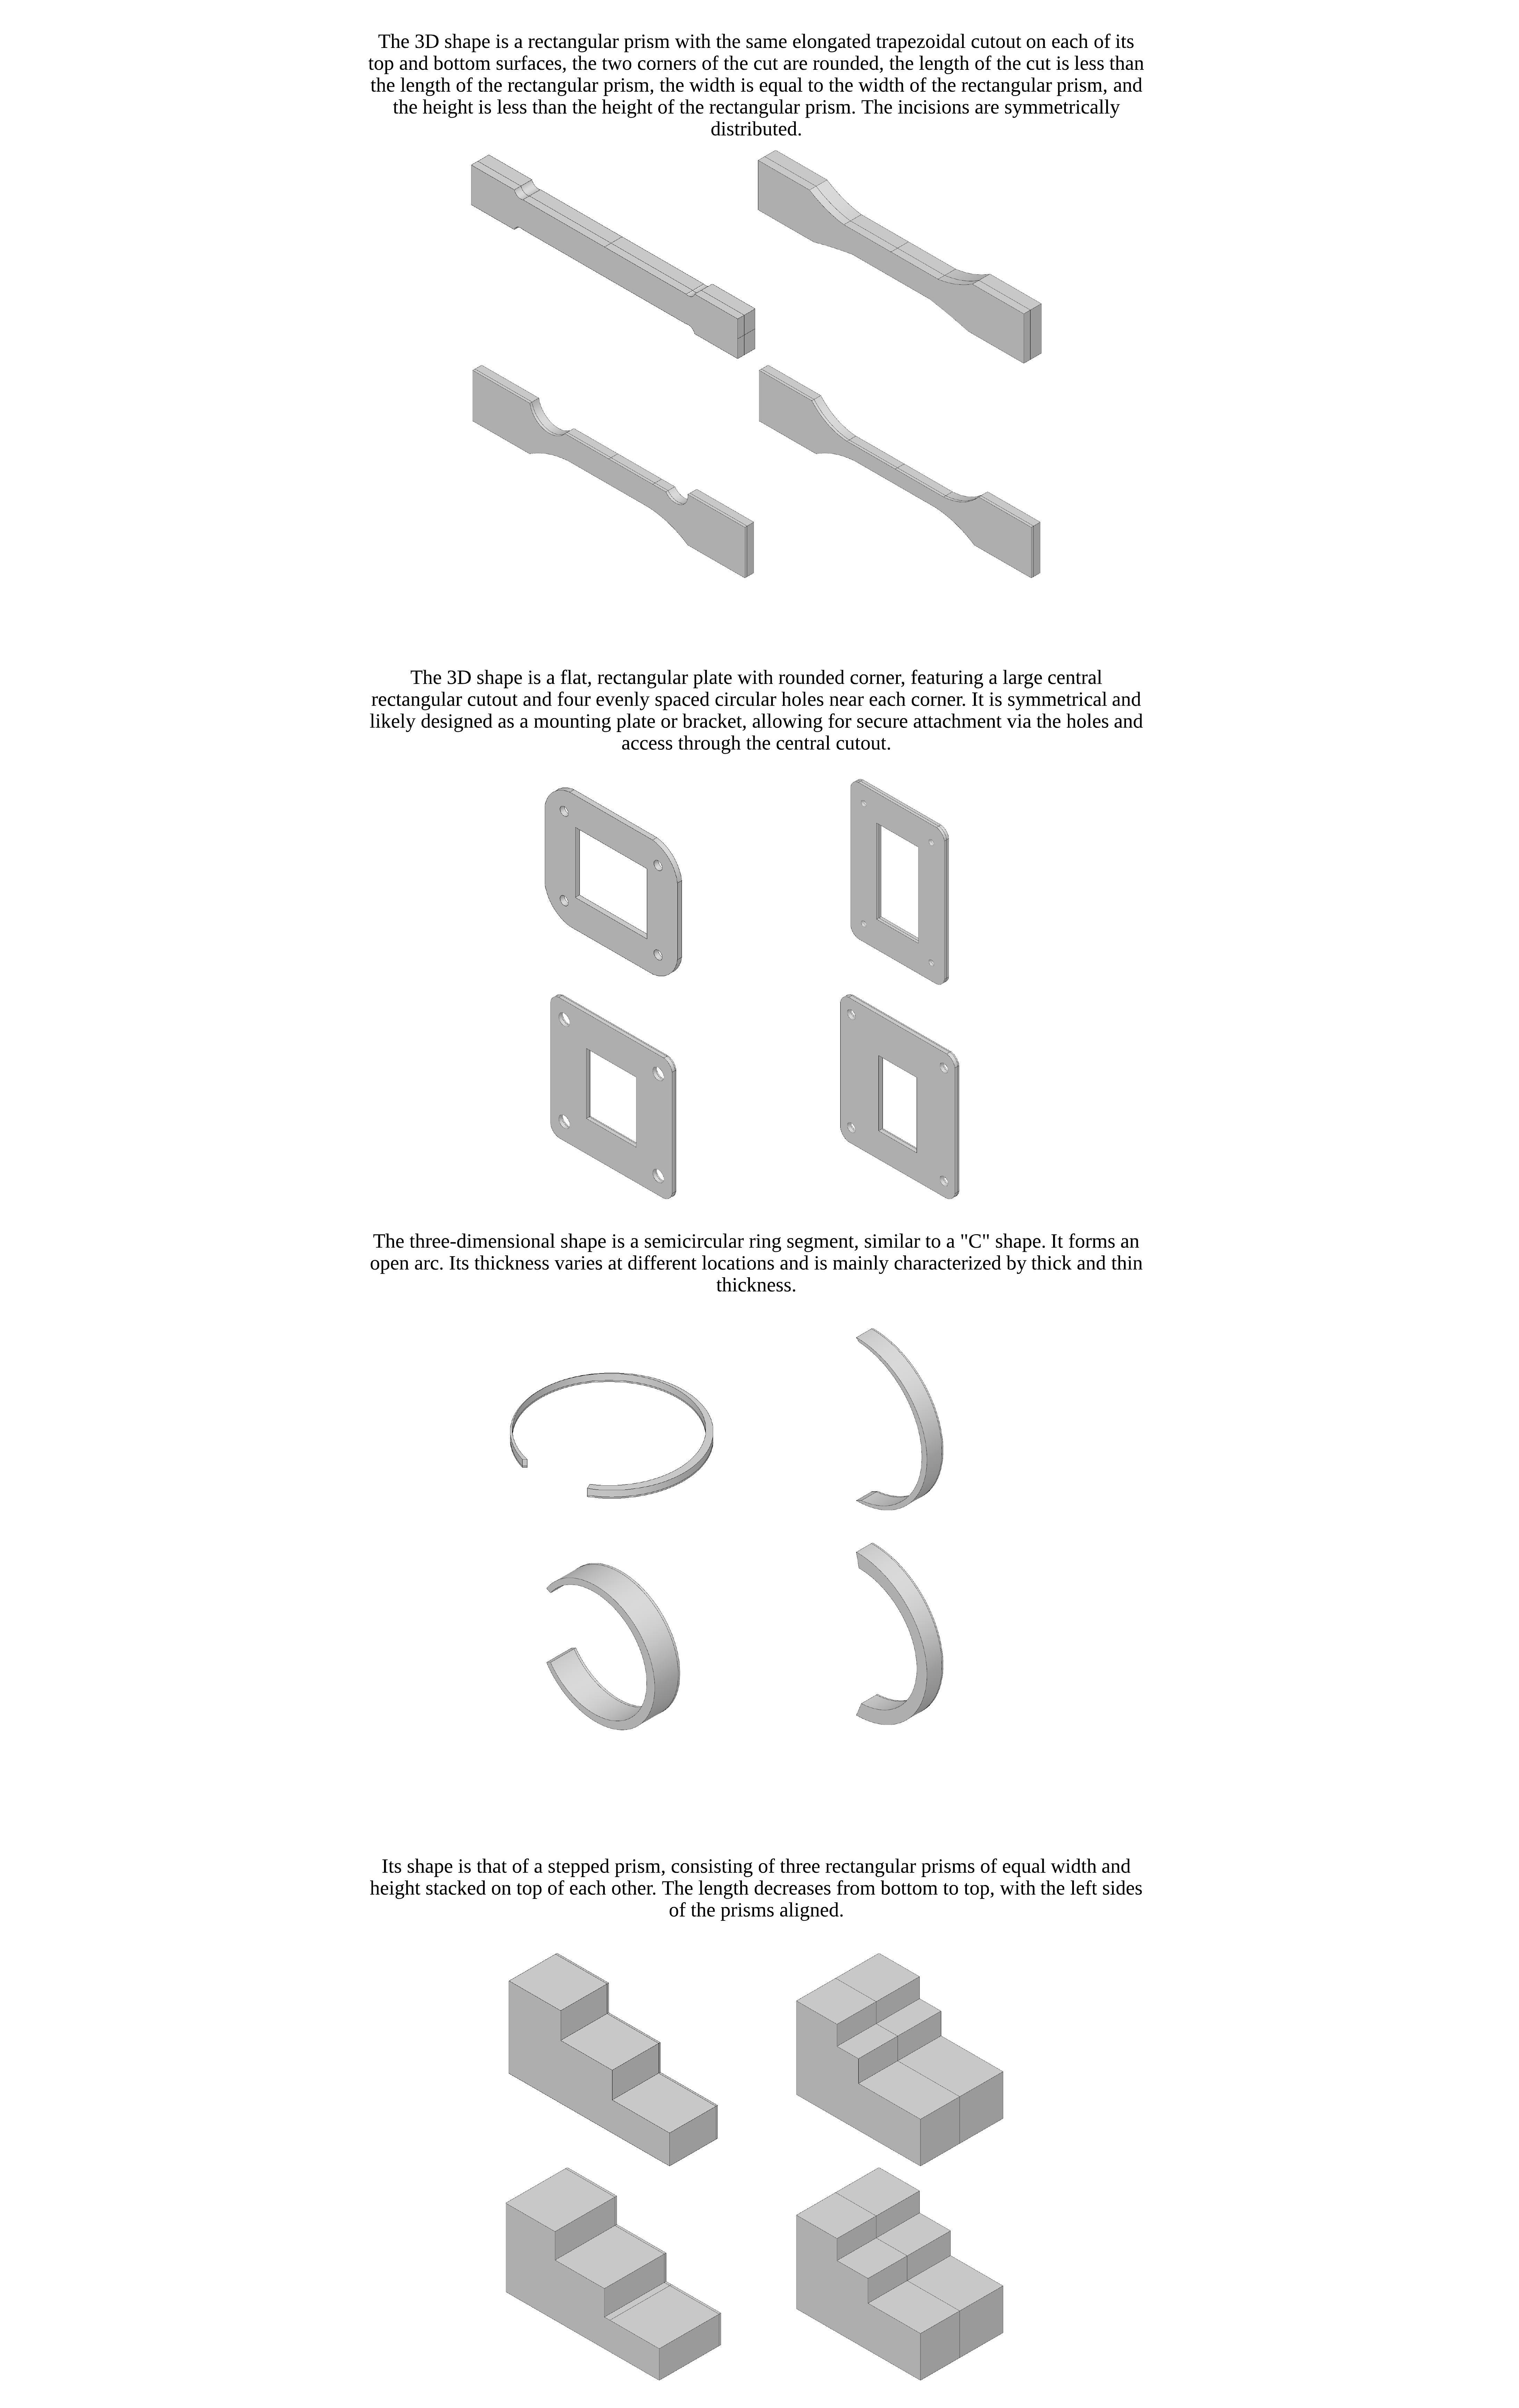 The 3D shape is a rectangular prism with the same elongated trapezoidal cutout on each of its
top and bottom surfaces, the two corners of the cut are rounded, the length of the cut is less than
the length of the rectangular prism, the width is equal to the width of the rectangular prism, and
the height is less than the height of the rectangular prism. The incisions are symmetrically
distributed.
The 3D shape is a flat, rectangular plate with rounded corner, featuring a large central
rectangular cutout and four evenly spaced circular holes near each corner. It is symmetrical and
likely designed as a mounting plate or bracket, allowing for secure attachment via the holes and
access through the central cutout.
The three-dimensional shape is a semicircular ring segment, similar to a "C" shape. It forms an
open arc. Its thickness varies at different locations and is mainly characterized by thick and thin
thickness.
Its shape is that of a stepped prism, consisting of three rectangular prisms of equal width and
height stacked on top of each other. The length decreases from bottom to top, with the left sides
of the prisms aligned.